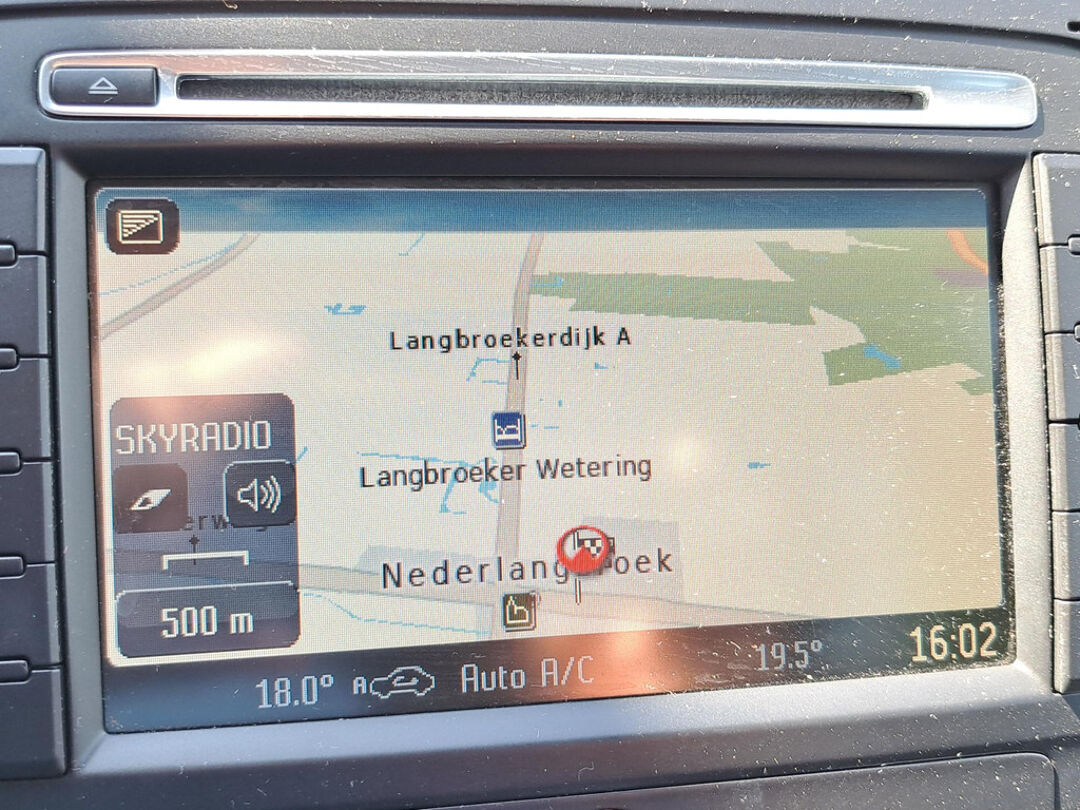 Langbroekerdijk A
SKYRADIO
Langbroeker Wetering
500 m
18.0° A Auto A/C 19.5° 16:02